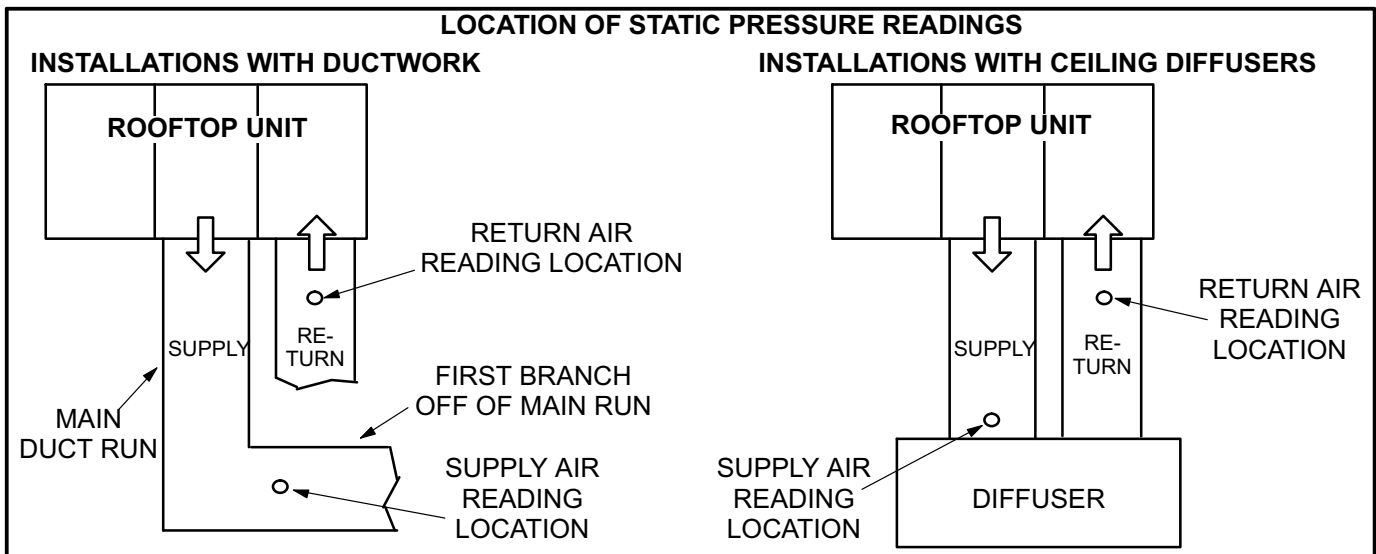 LOCATION OF STATIC PRESSURE READINGS
INSTALLATIONS WITH DUCTWORK
ROOFTOP UNIT
RETURN AIR
READING LOCATION
SUPPLY
RE-
TURN
FIRST BRANCH
OFF OF MAIN RUN
MAIN
DUCT RUN
SUPPLY AIR
READING
LOCATION
INSTALLATIONS WITH CEILING DIFFUSERS
ROOFTOP UNIT
RETURN AIR
READING
LOCATION
SUPPLY
RE-
TURN
SUPPLY AIR
READING
LOCATION
DIFFUSER